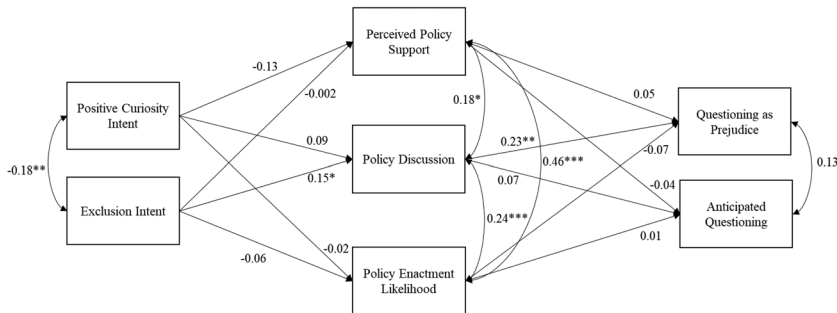 Perceived Policy
Support
-0.13
-0.002
0.05
Positive Curiosity
Intent
0.18*
Questioning as
Prejudice
0.09
Policy Discussion
0.23**
-0.07
0.46***
-0.18**
0.13
0.15*
0.07
-0.04
Exclusion Intent
Anticipated
Questioning
0.24***
-0.02
0.01
-0.06
Policy Enactment
Likelihood